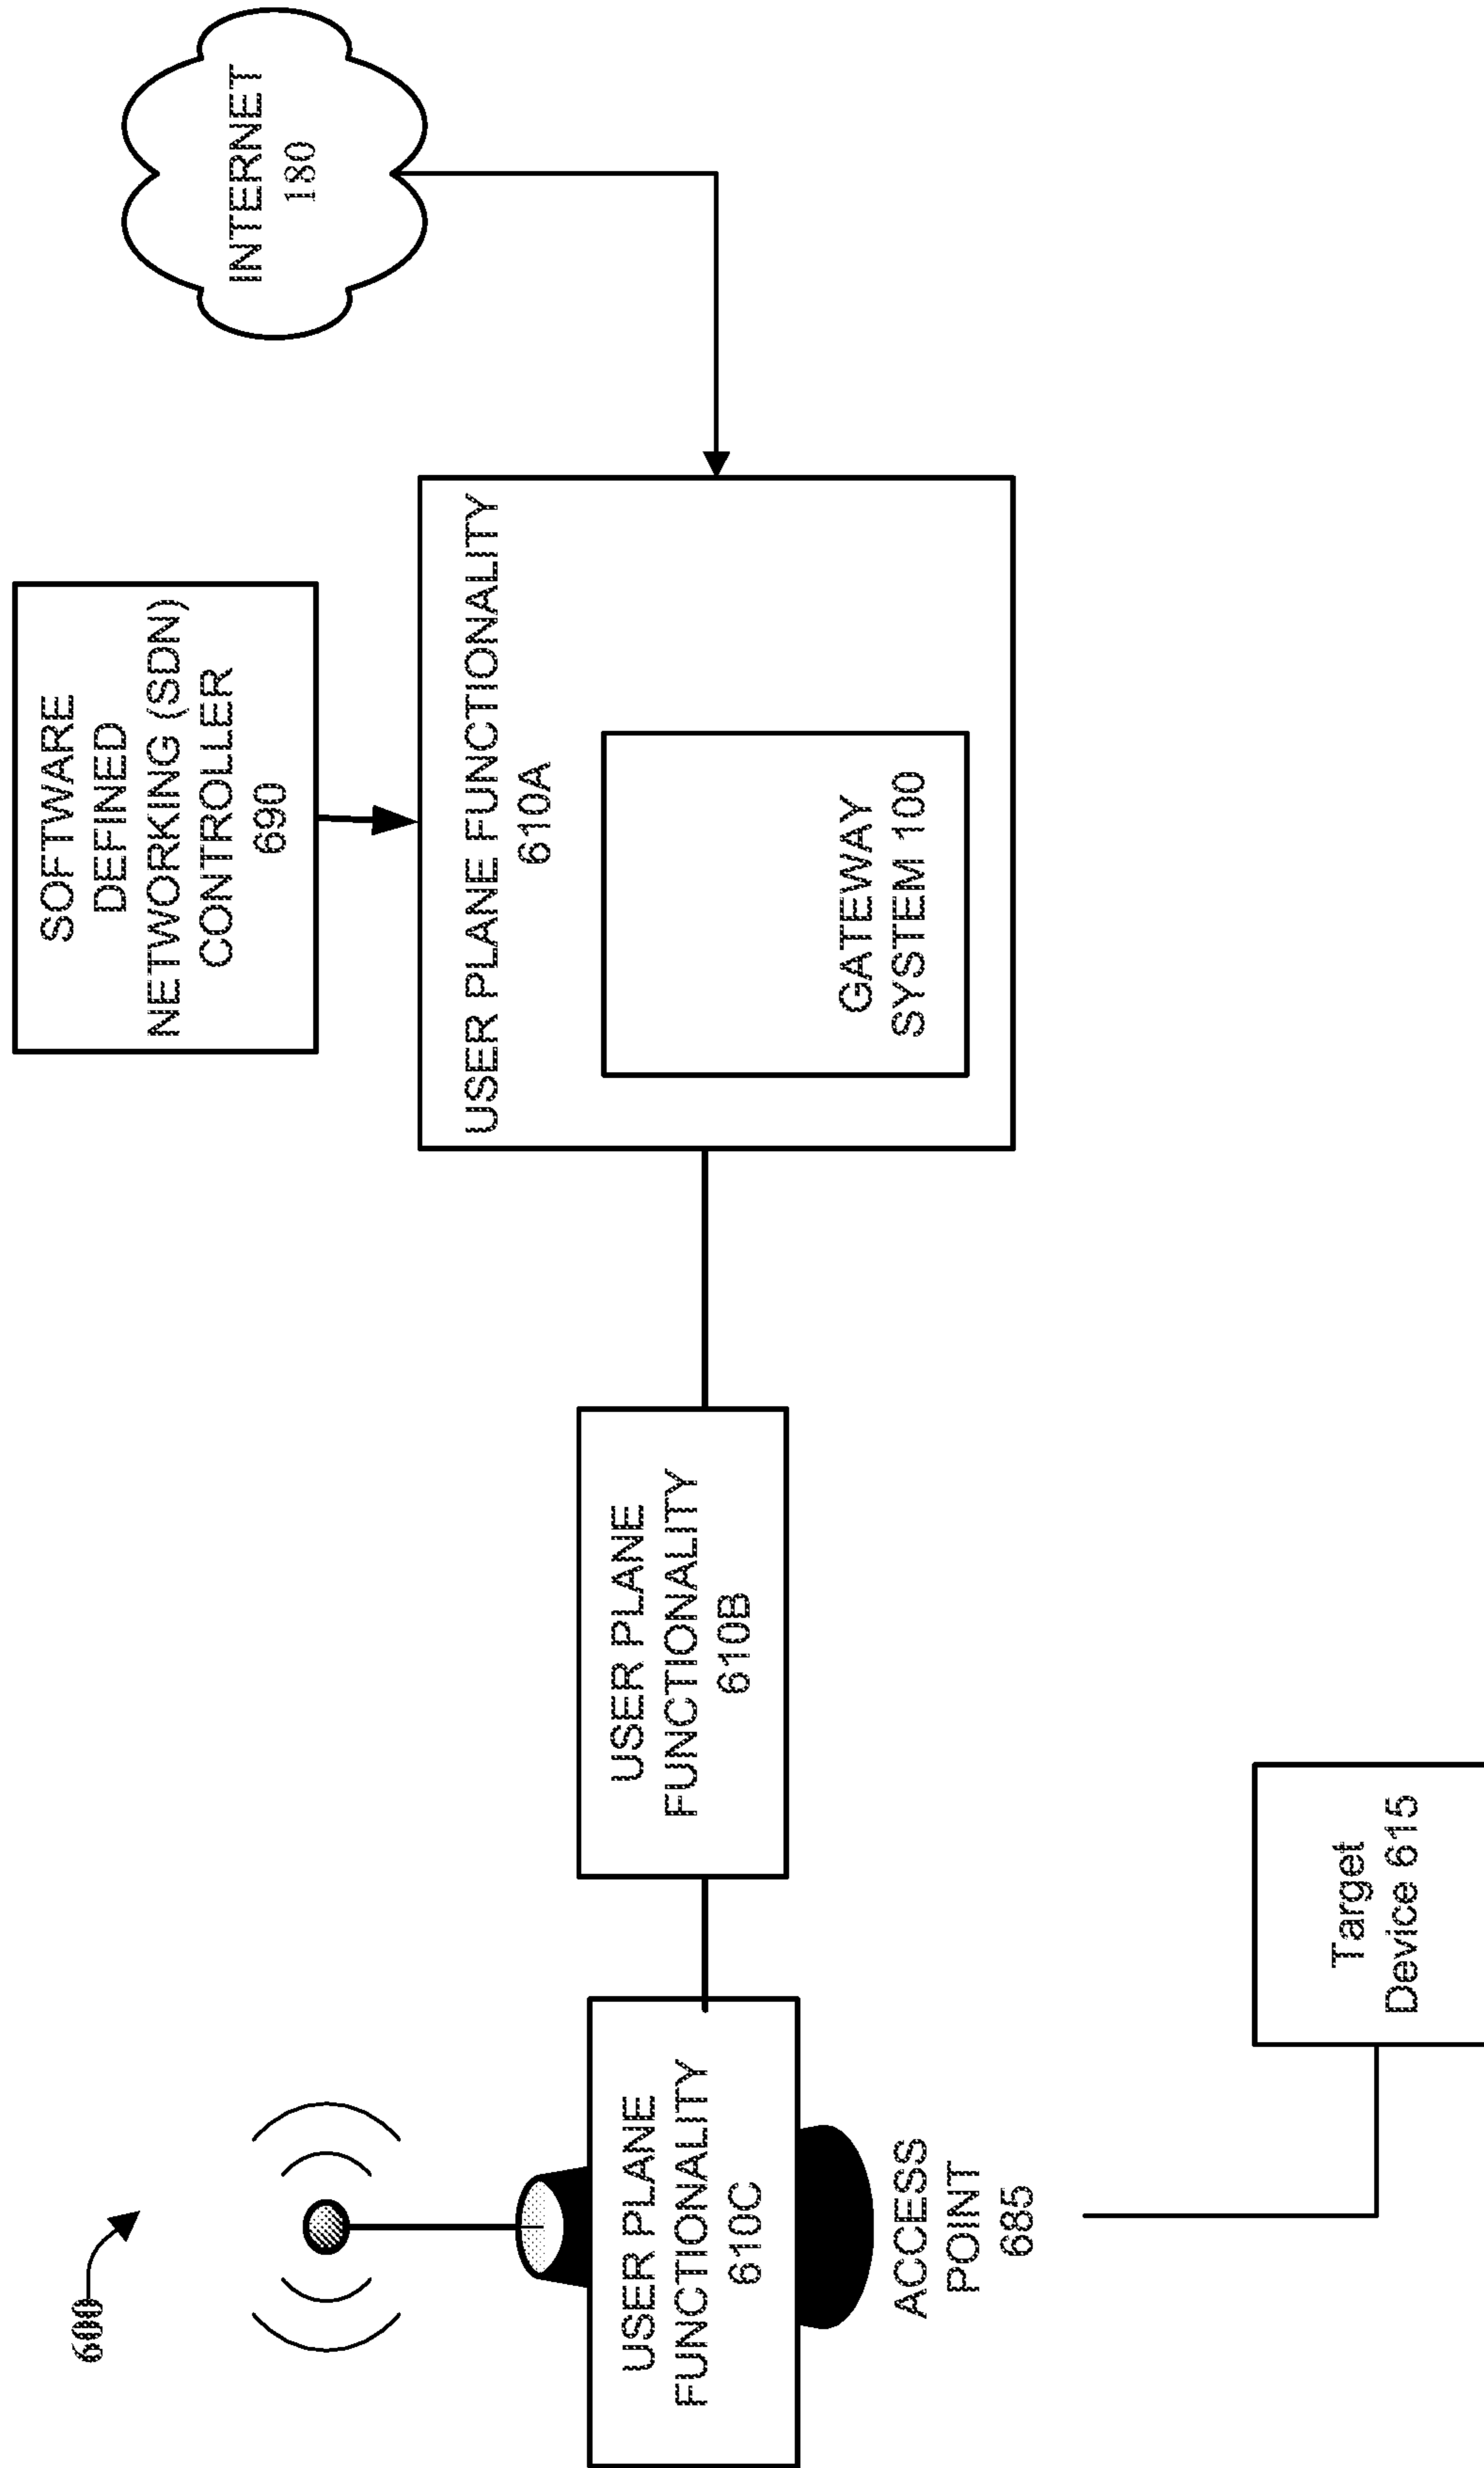 600
SOFTWARE
DEFINED
NETWORKING (SDN)
CONTROLLER
690
INTERNET
180
USER PLANE FUNCTIONALITY
610A
GATEWAY
SYSTEM 100
USER PLANE
FUNCTIONALITY
610B
USER PLANE
FUNCTIONALITY
610C
ACCESS
POINT
685
Target
Device 615